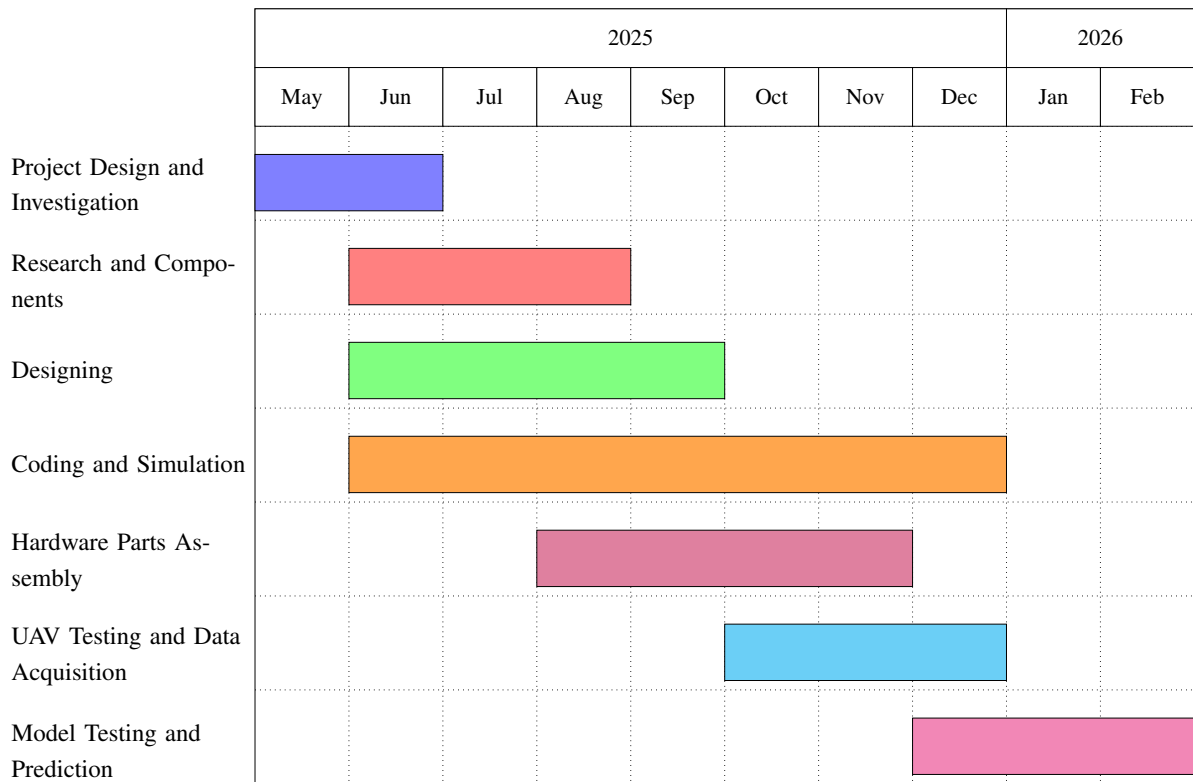 2025 2026
May Jun Jul Aug Sep Oct Nov Dec Jan Feb
Project Design and
Investigation
Research and Compo-
nents
Designing
Coding and Simulation
Hardware Parts As-
sembly
UAV Testing and Data
Acquisition
Model Testing and
Prediction